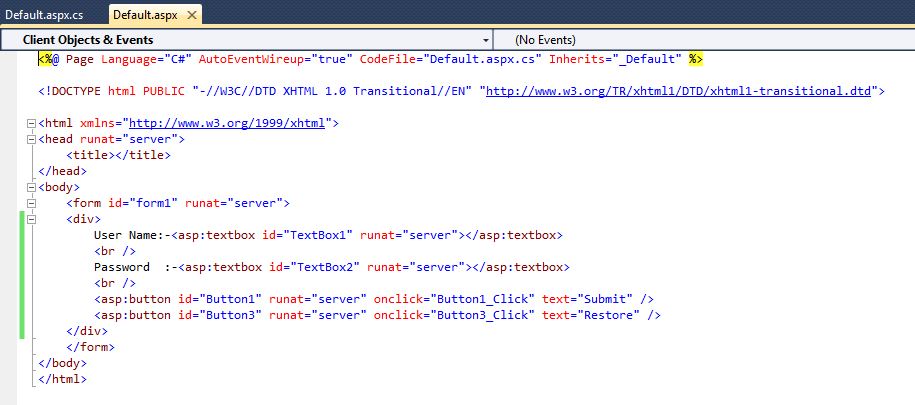 Default.aspx.cs Default.aspx
Client Objects & Events (No Events)
<%@ Page Language="C#" AutoEventWireup="true" CodeFile="Default.aspx.cs" Inherits="_Default" %>
<!DOCTYPE html PUBLIC "-//W3C//DTD XHTML 1.0 Transitional//EN" "http://www.w3.org/TR/xhtml1/DTD/xhtml1-transitional.dtd">
<html xmlns="http://www.w3.org/1999/xhtml">
<head runat="server">
    <title></title>
</head>
<body>
    <form id="form1" runat="server">
    <div>
        User Name:-<asp:textbox id="TextBox1" runat="server"></asp:textbox>
        <br />
        Password  :-<asp:textbox id="TextBox2" runat="server"></asp:textbox>
        <br />
        <asp:button id="Button1" runat="server" onclick="Button1_Click" text="Submit" />
        <asp:button id="Button3" runat="server" onclick="Button3_Click" text="Restore" />
    </div>
    </form>
</body>
</html>